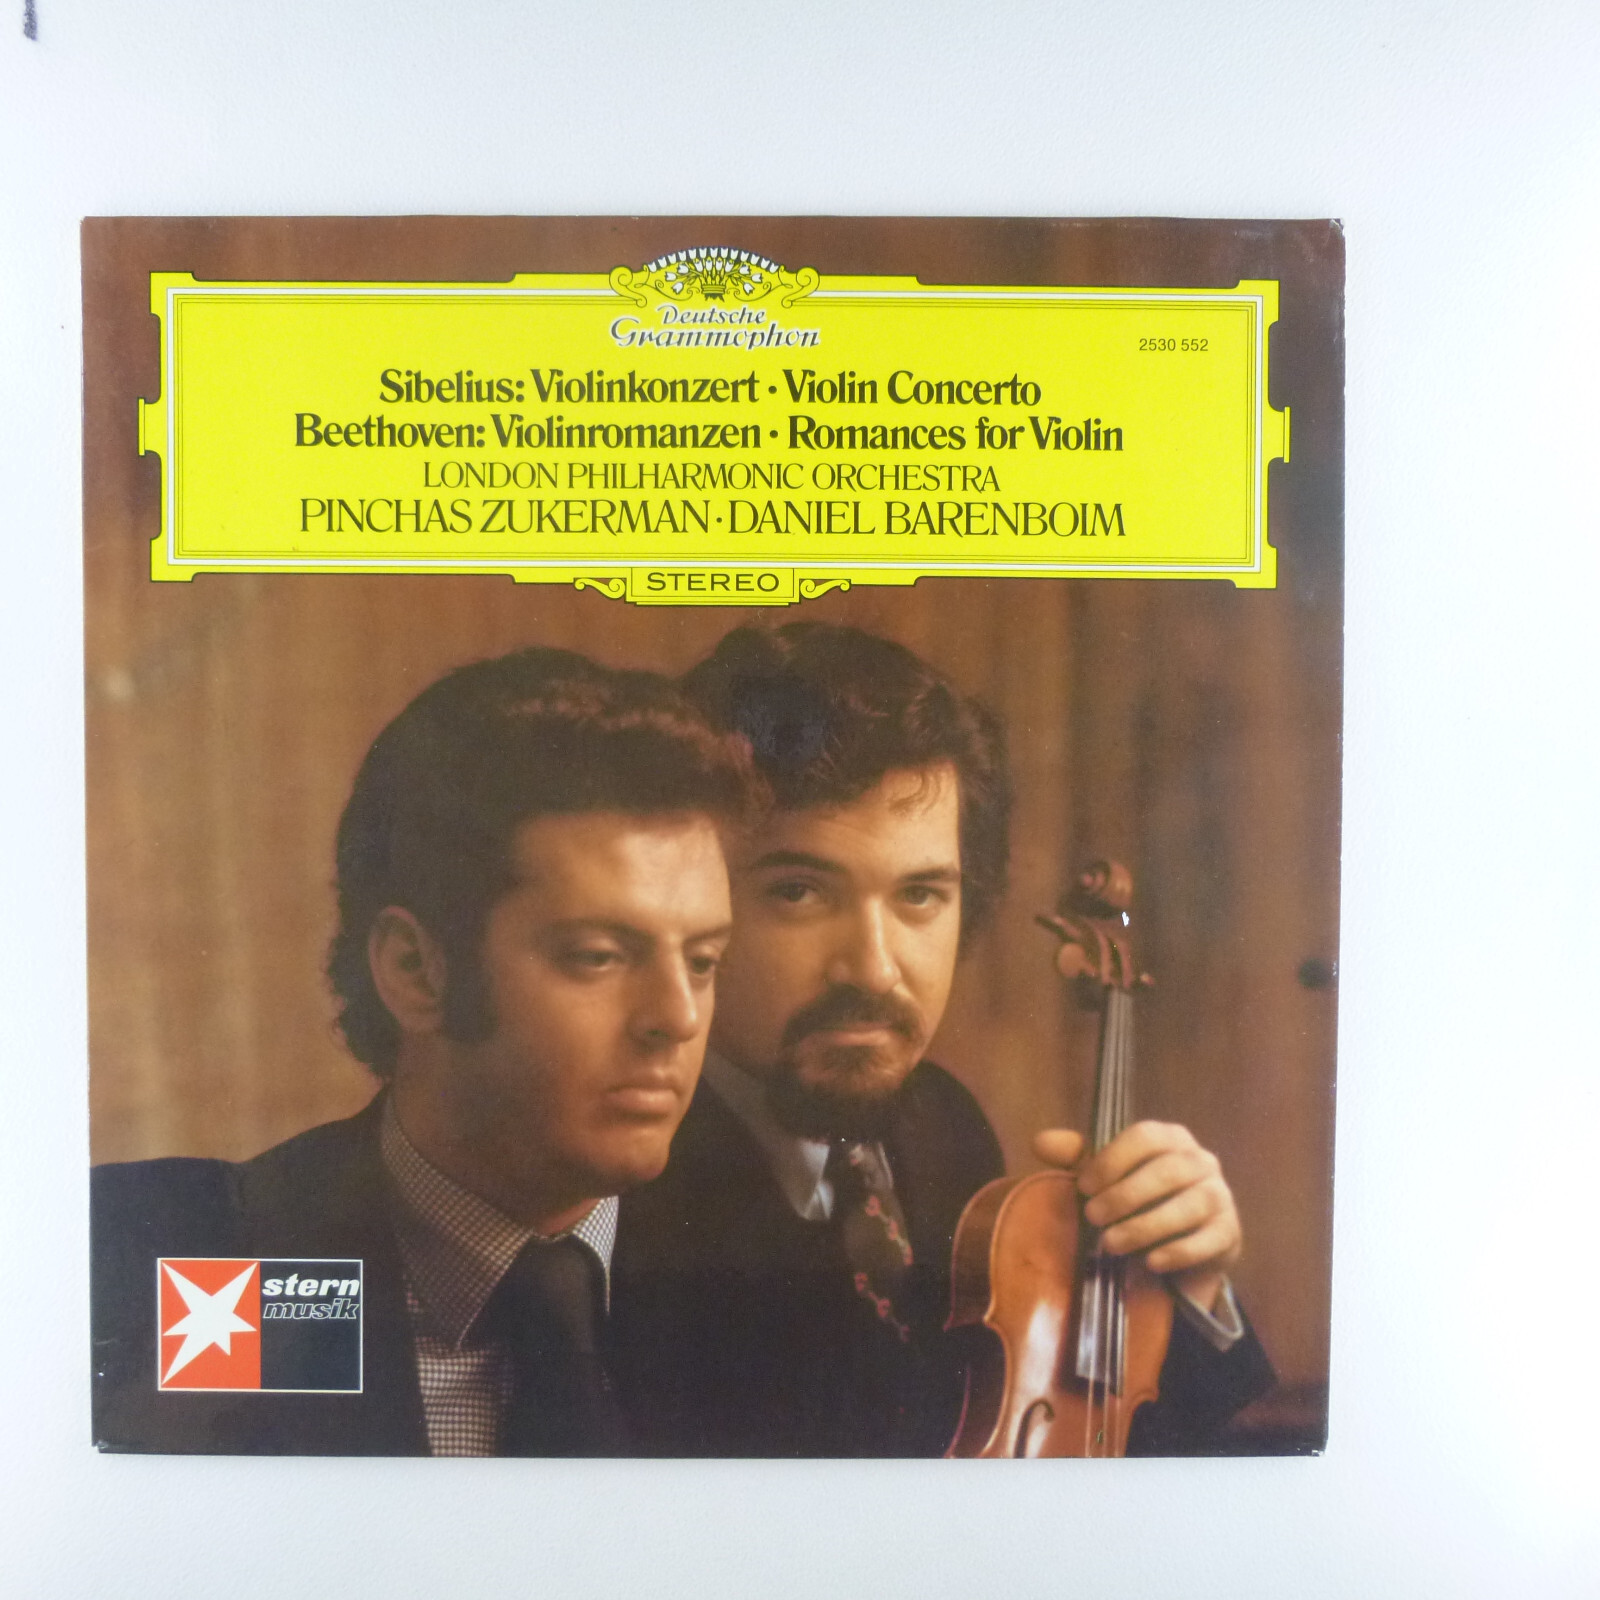 Deutsche
Grammophon
2530 552
Sibelius: Violinkonzert · Violin Concerto
Beethoven: Violinromanzen · Romances for Violin
LONDON PHILHARMONIC ORCHESTRA
PINCHAS ZUKERMAN · DANIEL BARENBOIM
STEREO
stern
musik